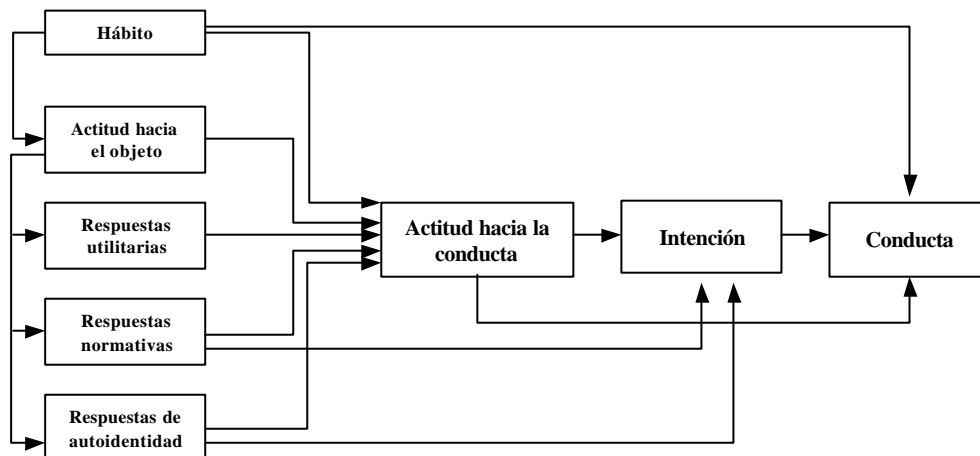 Hábito
Actitud hacia
el objeto
Respuestas
utilitarias
Respuestas
normativas
Respuestas de
autoidentidad
Actitud hacia la
conducta
Intención
Conducta